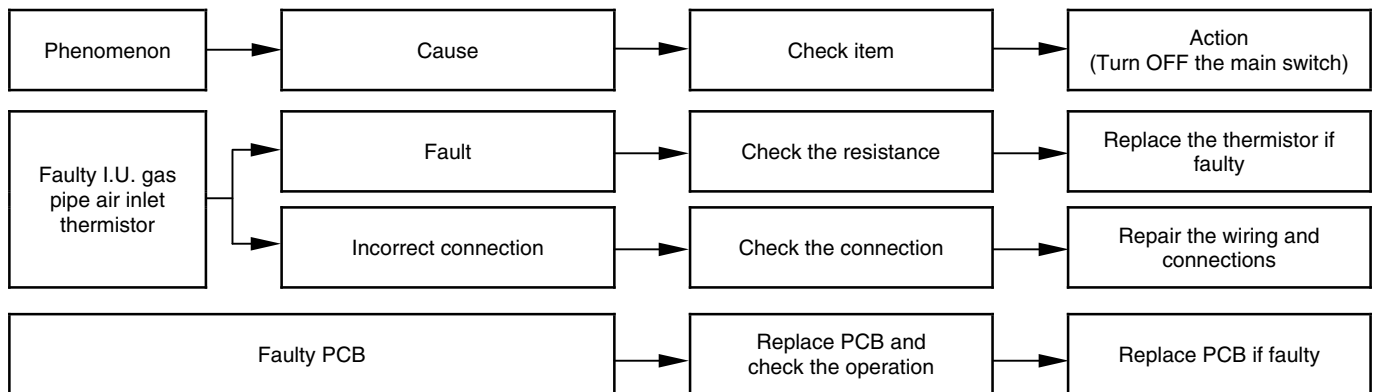 Phenomenon
Cause
Check item
Action
(Turn OFF the main switch)
Faulty I.U. gas
pipe air inlet
thermistor
Fault
Check the resistance
Replace the thermistor if
faulty
Incorrect connection
Check the connection
Repair the wiring and
connections
Faulty PCB
Replace PCB and
check the operation
Replace PCB if faulty